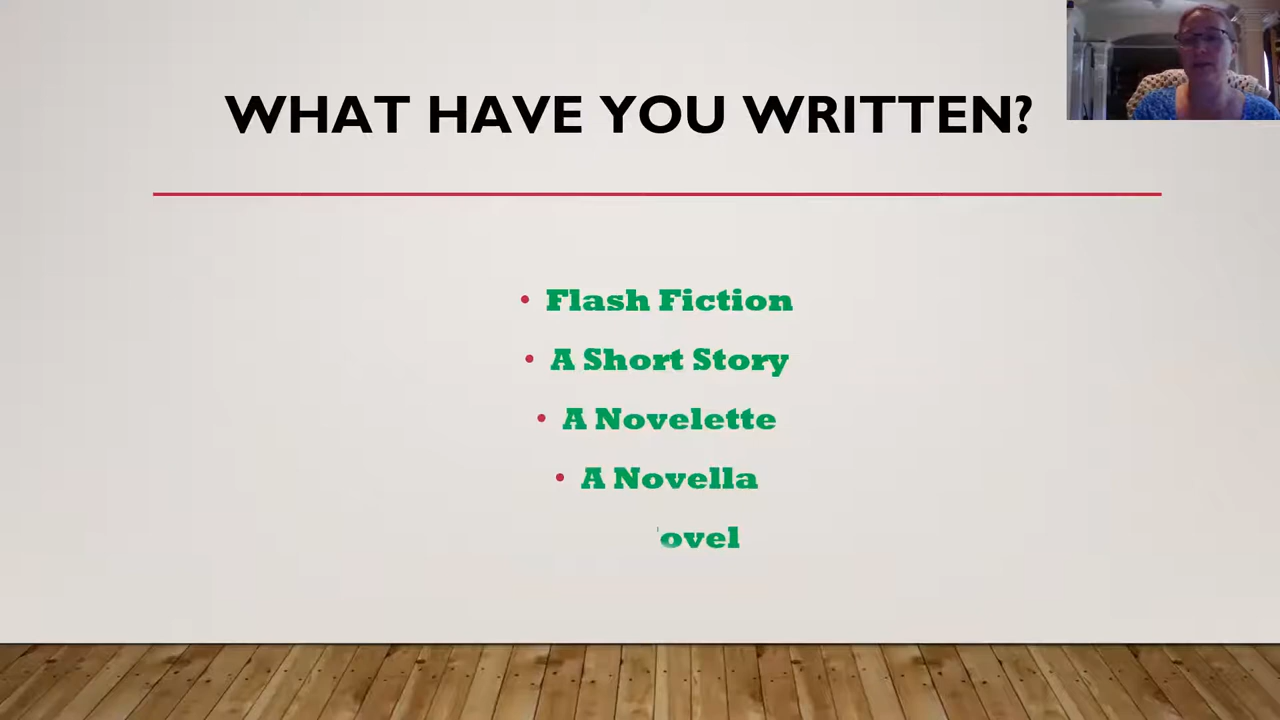 WHAT HAVE YOU WRITTEN?
• Flash Fiction
• A Short Story
• A Novelette
• A Novella
ovel